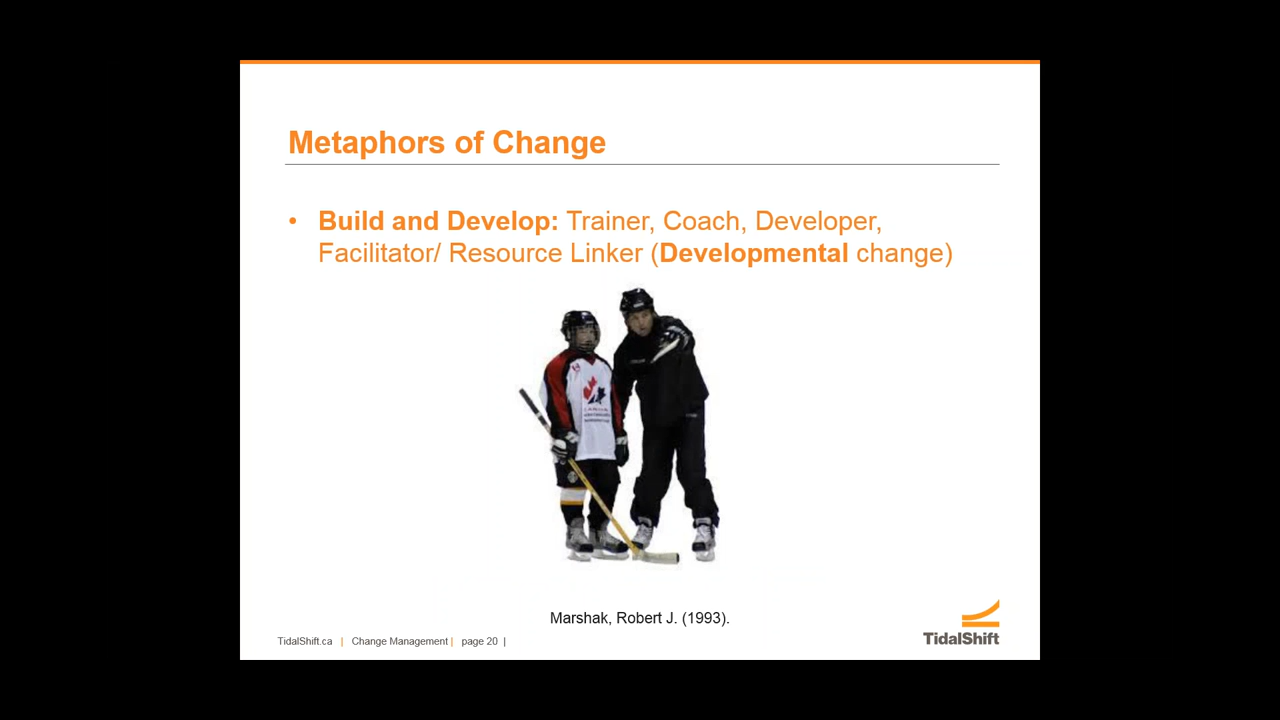 Metaphors of Change
• Build and Develop: Trainer, Coach, Developer,
Facilitator/ Resource Linker (Developmental change)
Marshak, Robert J. (1993).
TidalShift.ca | Change Management | page 20 |
TidalShift